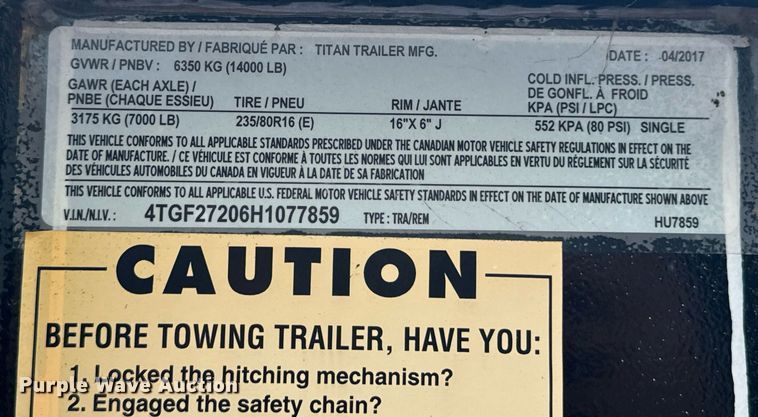 MANUFACTURED BY / FABRIQUÉ PAR : TITAN TRAILER MFG. DATE : 04/2017
GVWR / PNBV : 6350 KG (14000 LB)
GAWR (EACH AXLE) /
PNBE (CHAQUE ESSIEU) TIRE / PNEU RIM / JANTE
COLD INFL. PRESS. / PRESS.
DE GONFL. À FROID
KPA (PSI / LPC)
3175 KG (7000 LB) 235/80R16 (E) 16"X 6" J 552 KPA (80 PSI) SINGLE
THIS VEHICLE CONFORMS TO ALL APPLICABLE STANDARDS PRESCRIBED UNDER THE CANADIAN MOTOR VEHICLE SAFETY REGULATIONS IN EFFECT ON THE
DATE OF MANUFACTURE. / CE VÉHICULE EST CONFORME À TOUTES LES NORMES QUI LUI SONT APPLICABLES EN VERTU DU RÈGLEMENT SUR LA SÉCURITÉ
DES VÉHICULES AUTOMOBILES DU CANADA EN VIGUEUR À LA DATE DE SA FABRICATION
THIS VEHICLE CONFORMS TO ALL APPLICABLE U.S. FEDERAL MOTOR VEHICLE SAFETY STANDARDS IN EFFECT ON THE DATE OF MANUFACTURE SHOWN ABOVE
V.I.N./N.I.V. : 4TGF27206H1077859 TYPE : TRA/REM HU7859
CAUTION
BEFORE TOWING TRAILER, HAVE YOU:
1. Locked the hitching mechanism?
2. Engaged the safety chain?
Purple Wave Auction